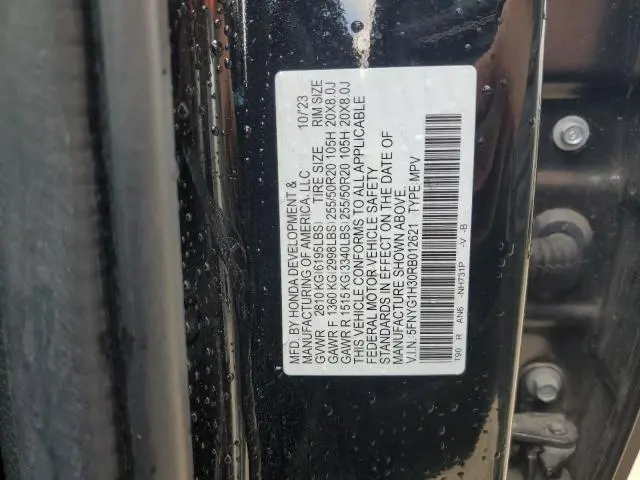 MFD. BY HONDA DEVELOPMENT &
MANUFACTURING OF AMERICA, LLC 10/'23
GVWR 2810 KG(6195LBS) TIRE SIZE RIM SIZE
GAWR F 1360 KG(2998LBS) 255/50R20 105H 20X8.0J
GAWR R 1515 KG(3340LBS) 255/50R20 105H 20X8.0J
THIS VEHICLE CONFORMS TO ALL APPLICABLE
FEDERAL MOTOR VEHICLE SAFETY
STANDARDS IN EFFECT ON THE DATE OF
MANUFACTURE SHOWN ABOVE.
V.I.N. 5FNYG1H30RB012621 TYPE MPV
T90 R AN6 -NH731P -V -B